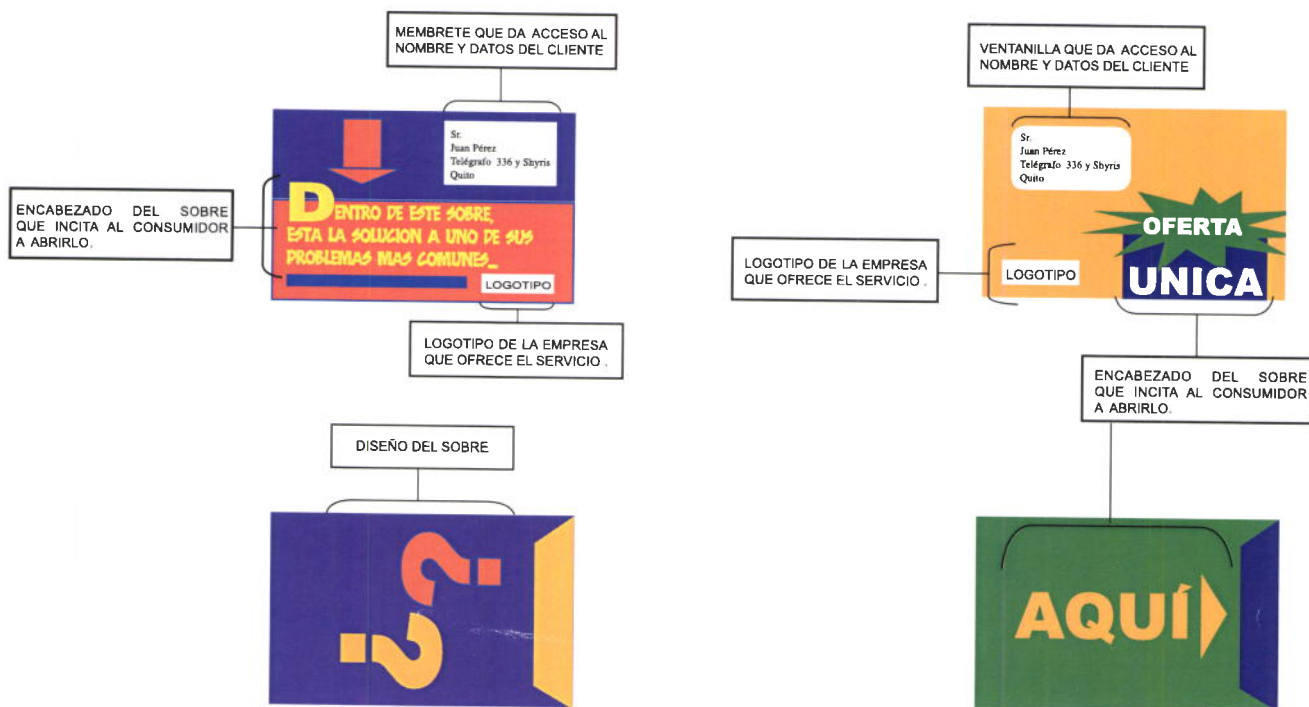 MEMBRETE QUE DA ACCESO AL
NOMBRE Y DATOS DEL CLIENTE
Sr.
Juan Pérez
Telégrafo 336 y Shyris
Quito
ENCABEZADO DEL SOBRE
QUE INCITA AL CONSUMIDOR
A ABRIRLO.
DENTRO DE ESTE SOBRE,
ESTA LA SOLUCION A UNO DE SUS
PROBLEMAS MAS COMUNES...
LOGOTIPO
LOGOTIPO DE LA EMPRESA
QUE OFRECE EL SERVICIO.
DISEÑO DEL SOBRE
¿?
VENTANILLA QUE DA ACCESO AL
NOMBRE Y DATOS DEL CLIENTE
Sr.
Juan Pérez
Telégrafo 336 y Shyris
Quito
OFERTA
UNICA
LOGOTIPO DE LA EMPRESA
QUE OFRECE EL SERVICIO.
LOGOTIPO
ENCABEZADO DEL SOBRE
QUE INCITA AL CONSUMIDOR
A ABRIRLO.
AQUÍ